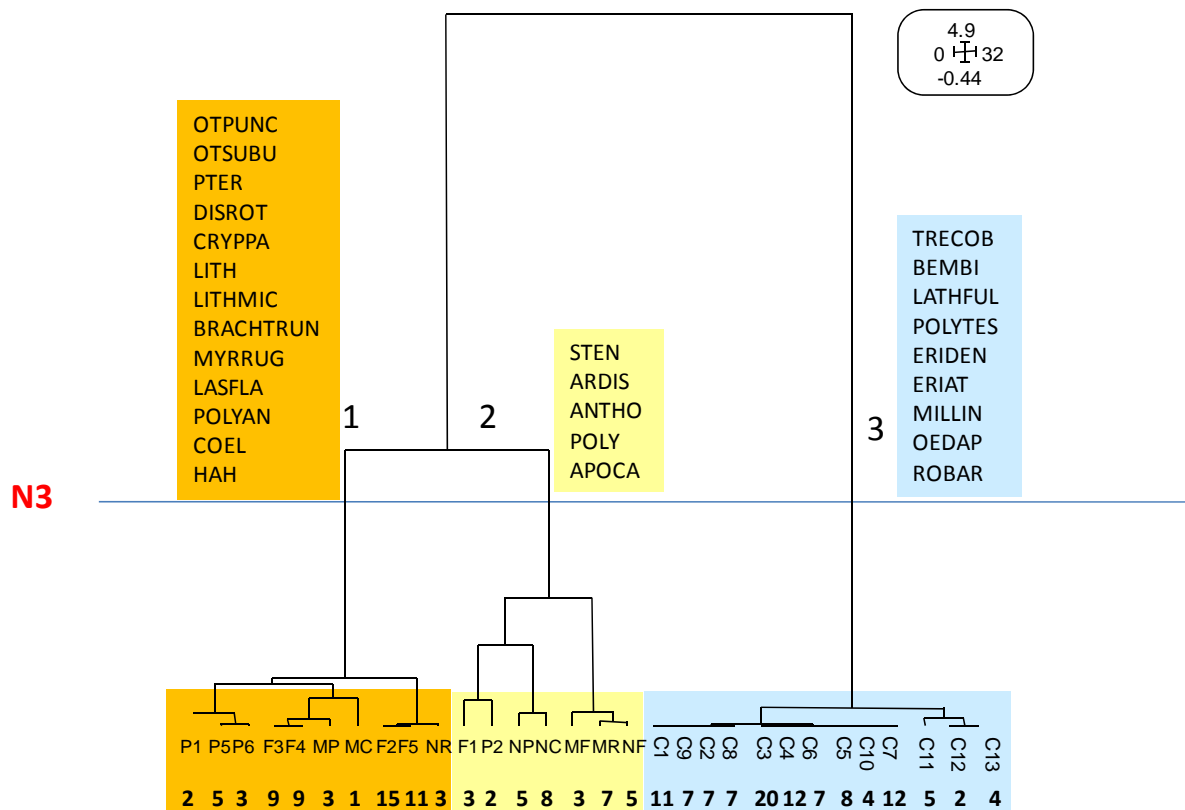 4.9
0 32
-0.44
OTPUNC
OTSUBU
PTER
DISROT
CRYPPA
LITH
LITHMIC
BRACHTRUN
MYRRUG
LASFLA
POLYAN
COEL
HAH
1
2
STEN
ARDIS
ANTHO
POLY
APOCA
3
TRECOB
BEMBI
LATHFUL
POLYTES
ERIDEN
ERIAT
MILLIN
OEDAP
ROBAR
N3
P1 P5 P6 F3 F4 MP MC F2 F5 NR F1 P2 NP NC MF MR NF C1 C9 C2 C8 C3 C4 C6 C5 C10 C7 C11 C12 C13
2 5 3 9 9 3 1 15 11 3 3 2 5 8 3 7 5 11 7 7 7 20 12 7 8 4 12 5 2 4